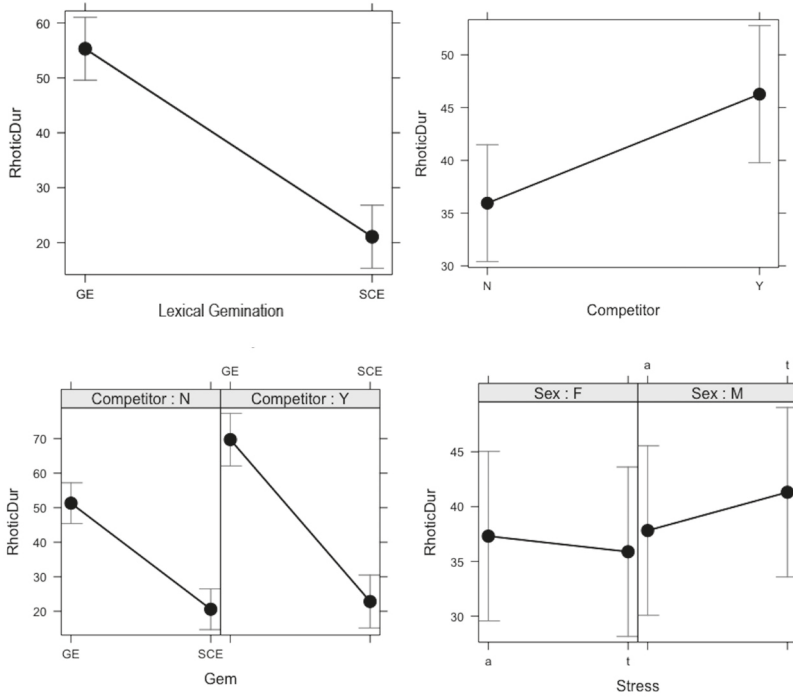 60
50
40
30
20
RhoticDur
GE
SCE
Lexical Gemination
50
45
40
35
30
RhoticDur
N
Y
Competitor
GE
SCE
Competitor : N
Competitor : Y
70
60
50
40
30
20
RhoticDur
GE
SCE
Gem
a
t
Sex : F
Sex : M
45
40
35
30
RhoticDur
a
t
Stress